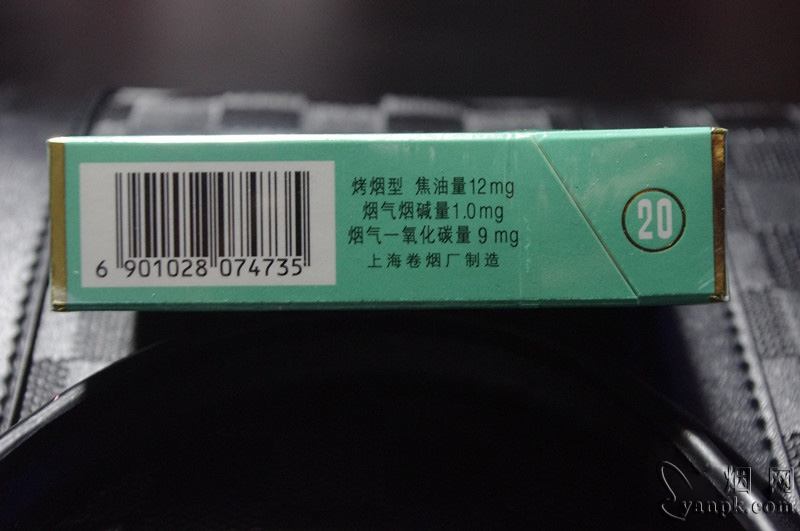 烤烟型 焦油量12mg
烟气烟碱量1.0mg
烟气一氧化碳量 9 mg
上海卷烟厂制造
20
6 901028 074735
烟 网
yanpk.com